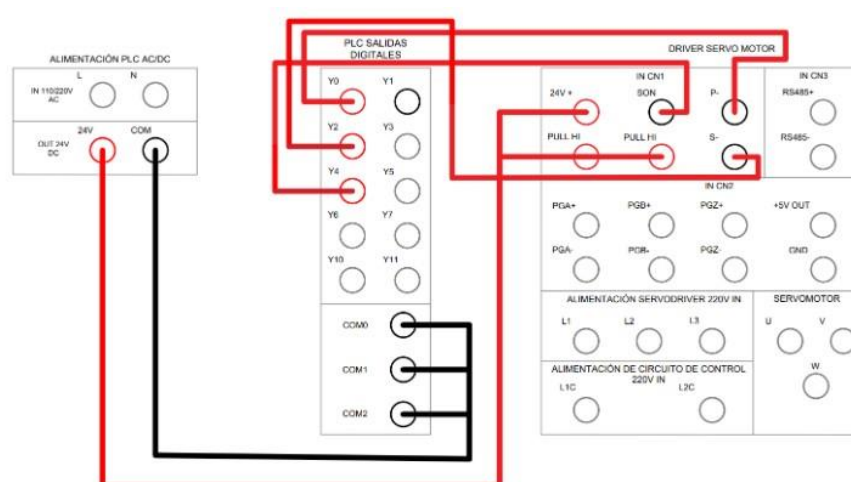 ALIMENTACIÓN PLC AC/DC
L N
IN 110/220V
AC
24V COM
OUT 24V
DC
PLC SALIDAS
DIGITALES
Y0 Y1
Y2 Y3
Y4 Y5
Y6 Y7
Y10 Y11
COM0
COM1
COM2
DRIVER SERVO MOTOR
IN CN1
24V + SON P-
PULL HI PULL HI S-
IN CN3
RS485+
RS485-
IN CN2
PGA+ PGB+ PGZ+ +5V OUT
PGA- PGB- PGZ- GND
ALIMENTACIÓN SERVODRIVER 220V IN
L1 L2 L3
ALIMENTACIÓN DE CIRCUITO DE CONTROL
220V IN
L1C L2C
SERVOMOTOR
U V
W